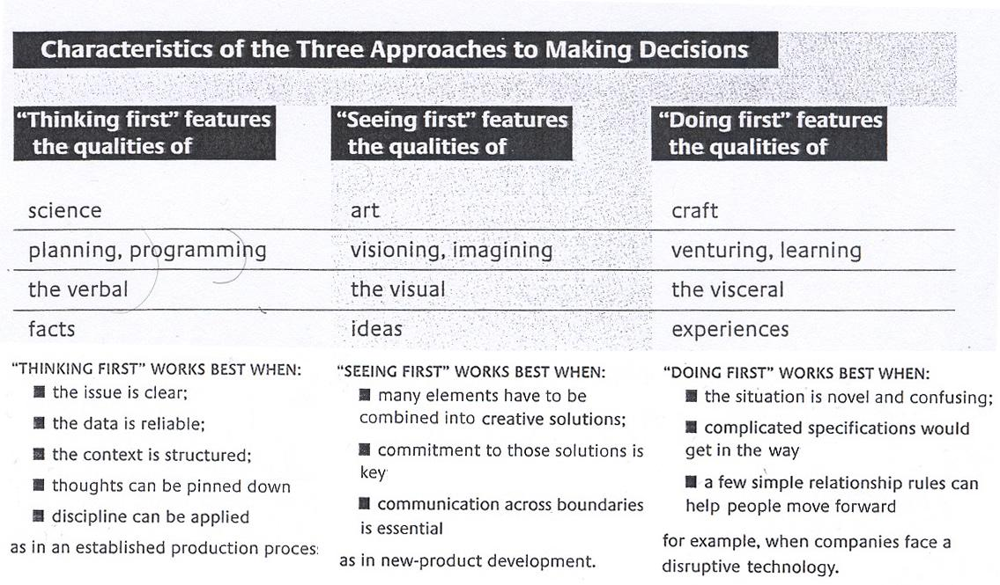 Characteristics of the Three Approaches to Making Decisions
“Thinking first” features
the qualities of
“Seeing first” features
the qualities of
“Doing first” features
the qualities of
science
art
craft
planning, programming
visioning, imagining
venturing, learning
the verbal
the visual
the visceral
facts
ideas
experiences
“THINKING FIRST” WORKS BEST WHEN:
■ the issue is clear;
■ the data is reliable;
■ the context is structured;
■ thoughts can be pinned down
■ discipline can be applied
as in an established production proces
“SEEING FIRST” WORKS BEST WHEN:
■ many elements have to be
combined into creative solutions;
■ commitment to those solutions is
key
■ communication across boundaries
is essential
as in new-product development.
“DOING FIRST” WORKS BEST WHEN:
■ the situation is novel and confusing;
■ complicated specifications would
get in the way
■ a few simple relationship rules can
help people move forward
for example, when companies face a
disruptive technology.